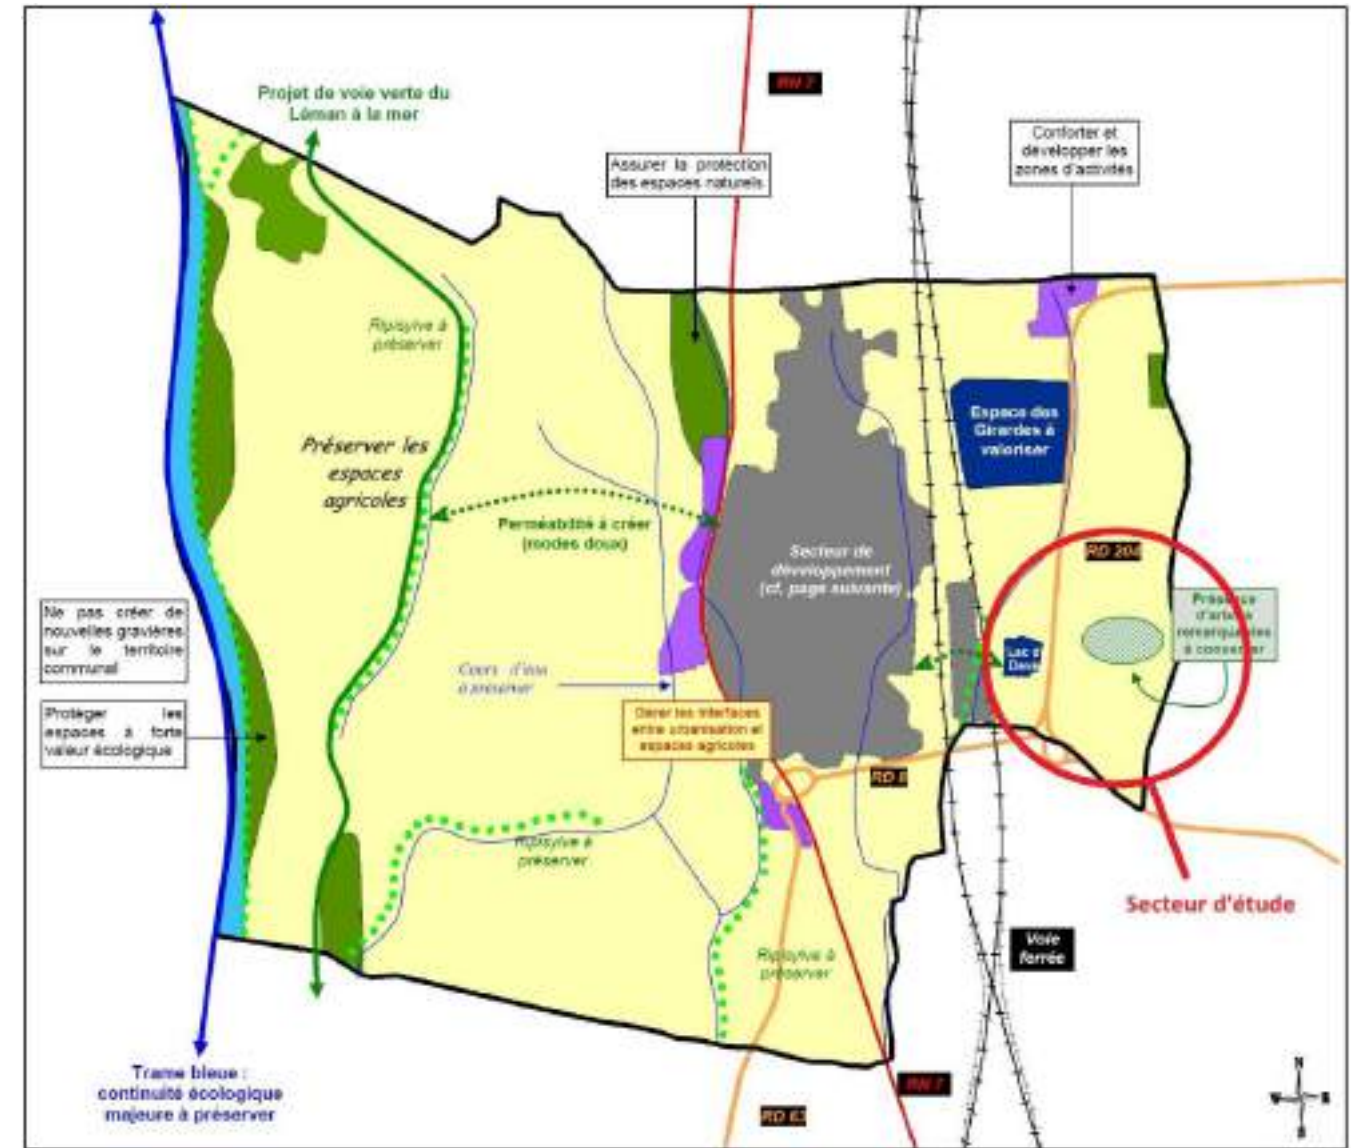 Projet de voie verte du
Léman à la mer
RN 7
Assurer la protection
des espaces naturels
Conforter et
développer les
zones d'activités
Ripisylve à
préserver
Préserver les
espaces
agricoles
Perméabilité à créer
(modes doux)
Espace des
Girardes à
valoriser
Secteur de
développement
(cf. page suivante)
RD 204
Présence
d'arbres
remarquables
à conserver
Lac d
Ne pas créer de
nouvelles gravières
sur le territoire
communal
Protéger les
espaces à forte
valeur écologique
Cours d'eau
à préserver
Gérer les interfaces
entre urbanisation et
espaces agricoles
RD 8
Ripisylve à
préserver
Secteur d'étude
Voie
ferrée
Ripisylve à
préserver
Trame bleue :
continuité écologique
majeure à préserver
RN 7
RD 63
N